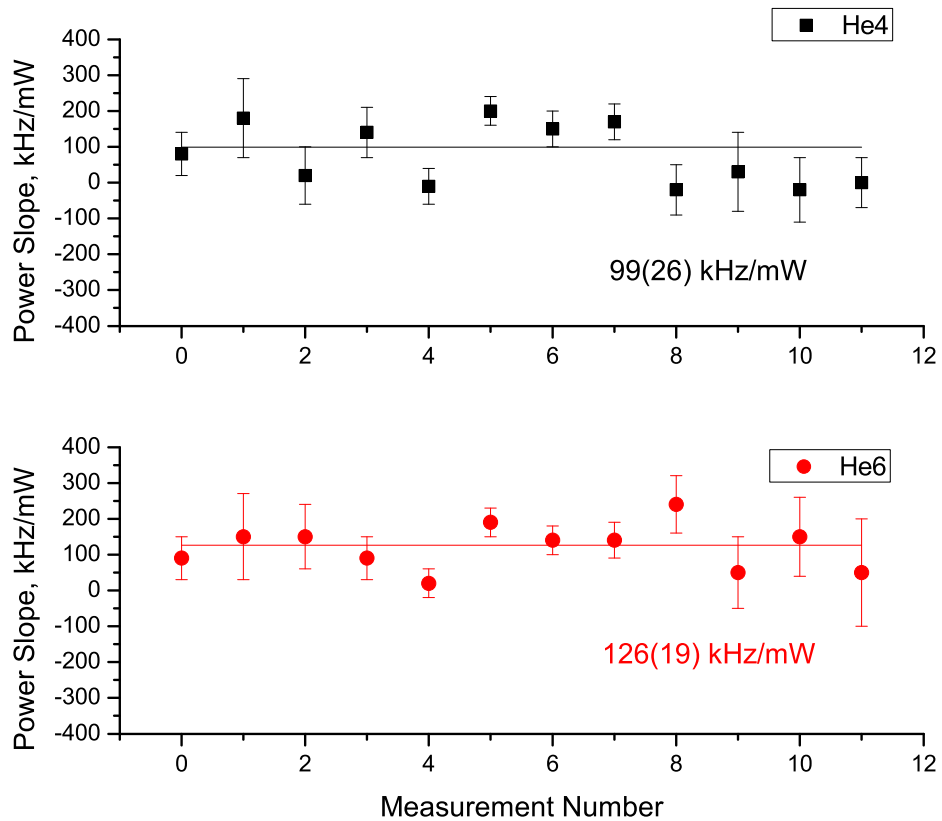 He4
Power Slope, kHz/mW
400
300
200
100
0
-100
-200
-300
-400
99(26) kHz/mW
0 2 4 6 8 10 12
He6
Power Slope, kHz/mW
400
300
200
100
0
-100
-200
-300
-400
126(19) kHz/mW
0 2 4 6 8 10 12
Measurement Number